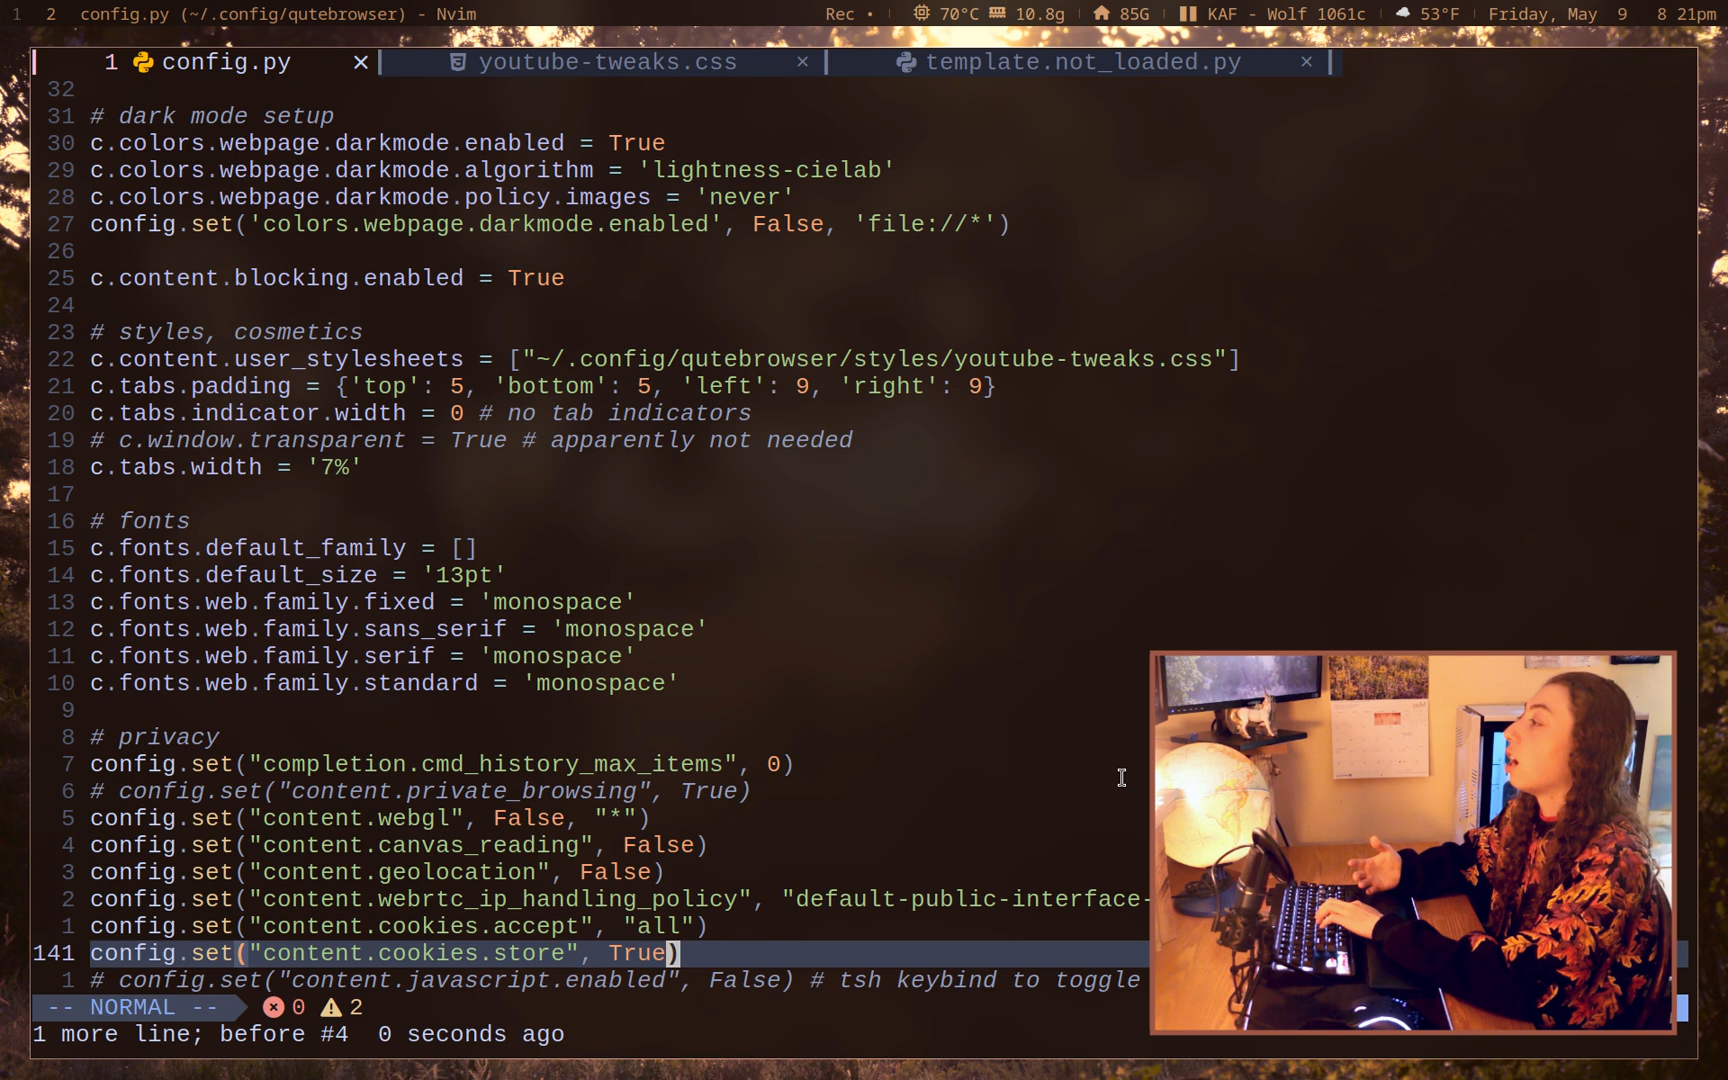 1 2 config.py (~/.config/qutebrowser) - Nvim Rec • 70°C 10.8g 85G KAF - Wolf 1061c 53°F Friday, May 9 8 21pm
1 config.py × youtube-tweaks.css × template.not_loaded.py ×
32
31 # dark mode setup
30 c.colors.webpage.darkmode.enabled = True
29 c.colors.webpage.darkmode.algorithm = 'lightness-cielab'
28 c.colors.webpage.darkmode.policy.images = 'never'
27 config.set('colors.webpage.darkmode.enabled', False, 'file://*')
26
25 c.content.blocking.enabled = True
24
23 # styles, cosmetics
22 c.content.user_stylesheets = ["~/.config/qutebrowser/styles/youtube-tweaks.css"]
21 c.tabs.padding = {'top': 5, 'bottom': 5, 'left': 9, 'right': 9}
20 c.tabs.indicator.width = 0 # no tab indicators
19 # c.window.transparent = True # apparently not needed
18 c.tabs.width = '7%'
17
16 # fonts
15 c.fonts.default_family = []
14 c.fonts.default_size = '13pt'
13 c.fonts.web.family.fixed = 'monospace'
12 c.fonts.web.family.sans_serif = 'monospace'
11 c.fonts.web.family.serif = 'monospace'
10 c.fonts.web.family.standard = 'monospace'
9
8 # privacy
7 config.set("completion.cmd_history_max_items", 0)
6 # config.set("content.private_browsing", True)
5 config.set("content.webgl", False, "*")
4 config.set("content.canvas_reading", False)
3 config.set("content.geolocation", False)
2 config.set("content.webrtc_ip_handling_policy", "default-public-interface-
1 config.set("content.cookies.accept", "all")
141 config.set("content.cookies.store", True)
1 # config.set("content.javascript.enabled", False) # tsh keybind to toggle
-- NORMAL -- 0 2
1 more line; before #4 0 seconds ago